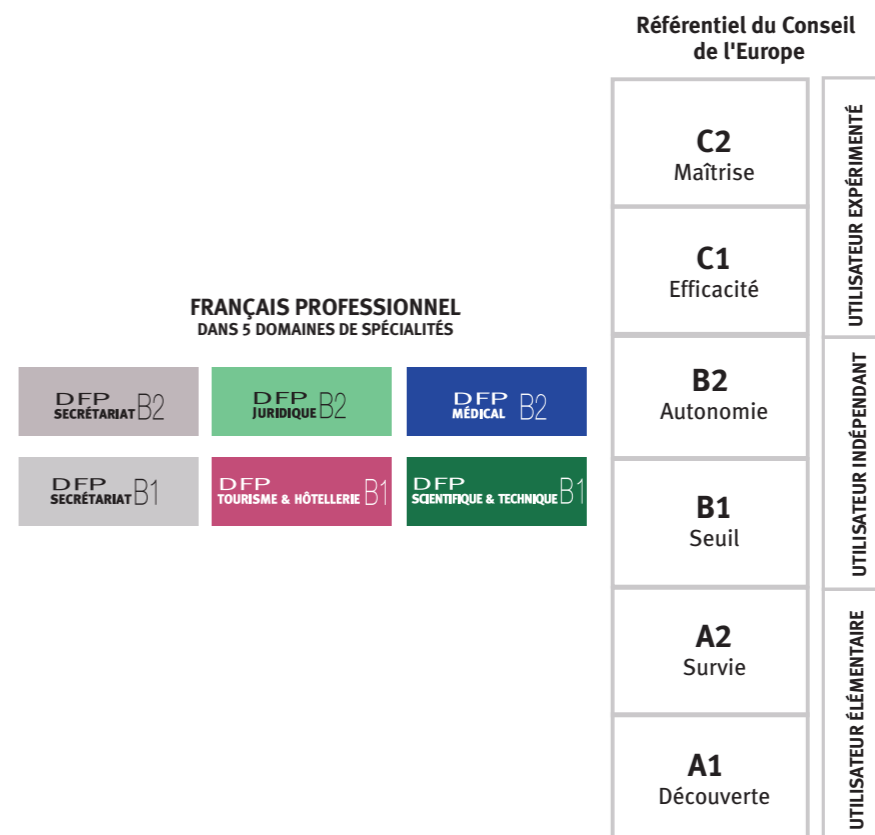 Référentiel du Conseil
de l'Europe
C2
Maîtrise
C1
Efficacité
B2
Autonomie
B1
Seuil
A2
Survie
A1
Découverte
UTILISATEUR EXPÉRIMENTÉ
UTILISATEUR INDÉPENDANT
UTILISATEUR ÉLÉMENTAIRE
FRANÇAIS PROFESSIONNEL
DANS 5 DOMAINES DE SPÉCIALITÉS
DFP
SECRÉTARIAT B2
DFP
JURIDIQUE B2
DFP
MÉDICAL B2
DFP
SECRÉTARIAT B1
DFP
TOURISME & HÔTELLERIE B1
DFP
SCIENTIFIQUE & TECHNIQUE B1